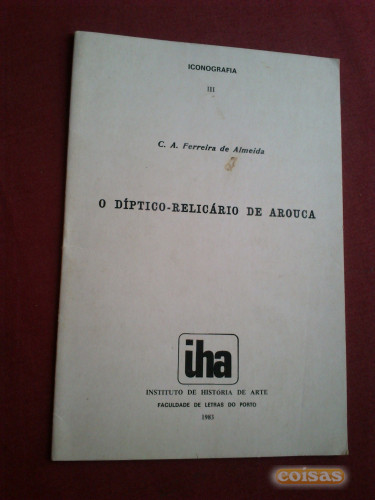 ICONOGRAFIA
III
C. A. Ferreira de Almeida
O DÍPTICO-RELICÁRIO DE AROUCA
iha
INSTITUTO DE HISTORIA DE ARTE
FACULDADE DE LETRAS DO PORTO
1983
coisas